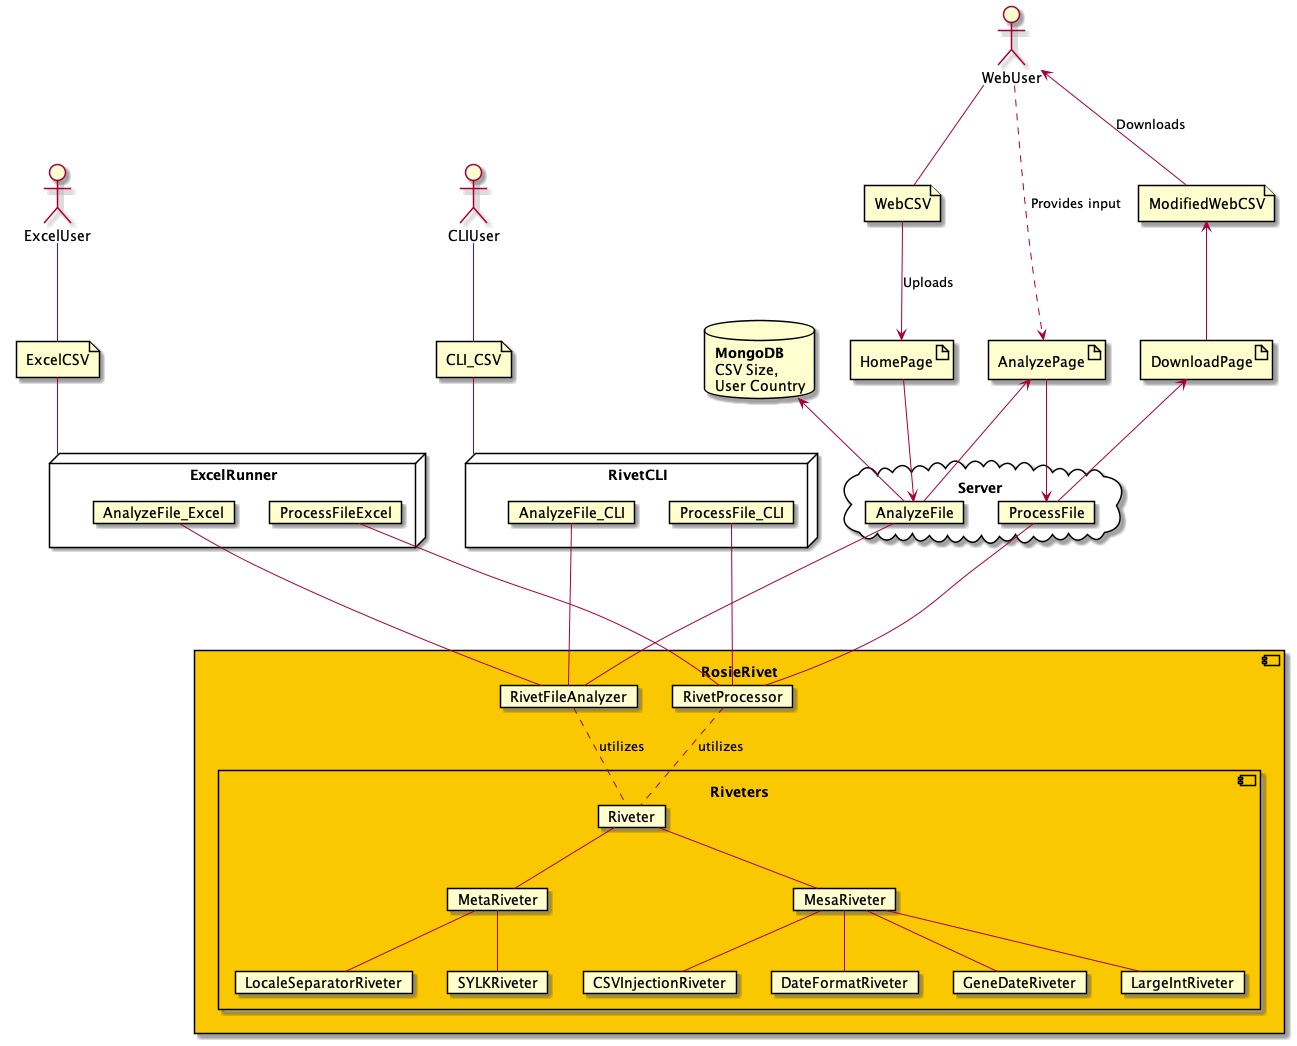 WebUser
Downloads
WebCSV
Provides input
ModifiedWebCSV
ExcelUser
CLIUser
Uploads
MongoDB
CSV Size,
User Country
ExcelCSV
CLI_CSV
HomePage
AnalyzePage
DownloadPage
ExcelRunner
RivetCLI
Server
AnalyzeFile_Excel
ProcessFileExcel
AnalyzeFile_CLI
ProcessFile_CLI
AnalyzeFile
ProcessFile
RosieRivet
RivetFileAnalyzer
RivetProcessor
utilizes
utilizes
Riveters
Riveter
MetaRiveter
MesaRiveter
LocaleSeparatorRiveter
SYLKRiveter
CSVInjectionRiveter
DateFormatRiveter
GeneDateRiveter
LargeIntRiveter